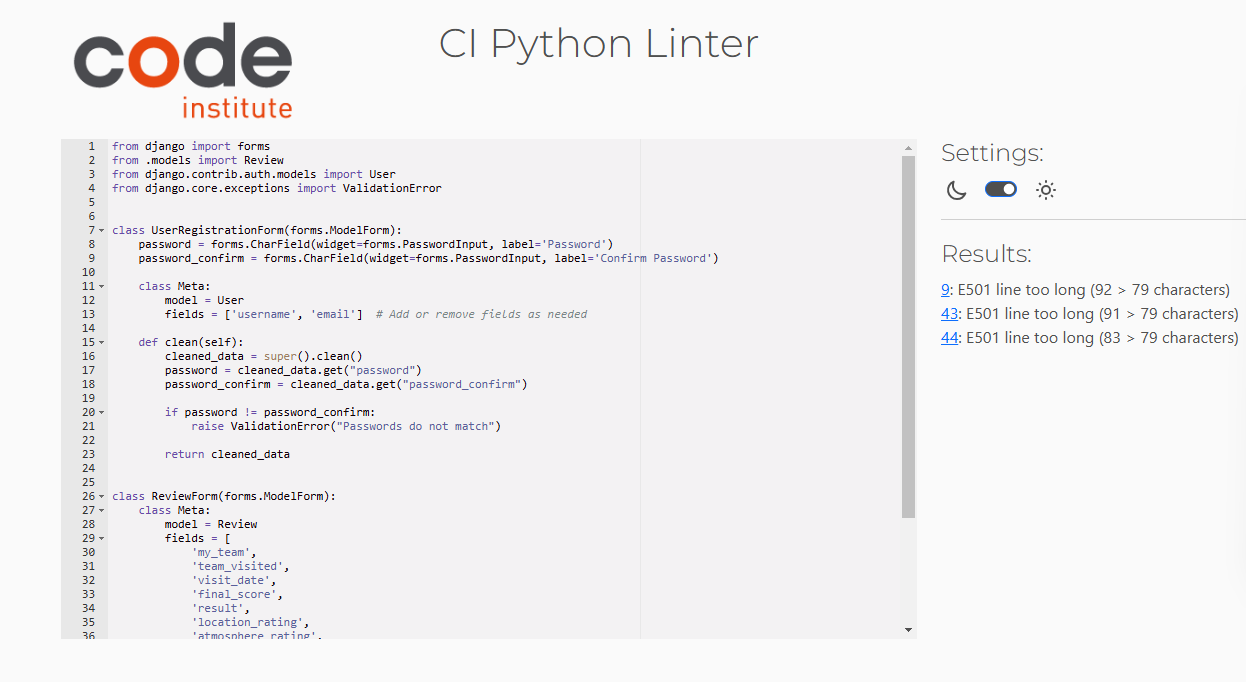 code
institute
CI Python Linter
1 from django import forms
2 from .models import Review
3 from django.contrib.auth.models import User
4 from django.core.exceptions import ValidationError
5
6
7 class UserRegistrationForm(forms.ModelForm):
8     password = forms.CharField(widget=forms.PasswordInput, label='Password')
9     password_confirm = forms.CharField(widget=forms.PasswordInput, label='Confirm Password')
10
11     class Meta:
12         model = User
13         fields = ['username', 'email']  # Add or remove fields as needed
14
15     def clean(self):
16         cleaned_data = super().clean()
17         password = cleaned_data.get("password")
18         password_confirm = cleaned_data.get("password_confirm")
19
20         if password != password_confirm:
21             raise ValidationError("Passwords do not match")
22
23         return cleaned_data
24
25
26 class ReviewForm(forms.ModelForm):
27     class Meta:
28         model = Review
29         fields = [
30             'my_team',
31             'team_visited',
32             'visit_date',
33             'final_score',
34             'result',
35             'location_rating',
36             'atmosphere_rating',
Settings:
Results:
9: E501 line too long (92 > 79 characters)
43: E501 line too long (91 > 79 characters)
44: E501 line too long (83 > 79 characters)